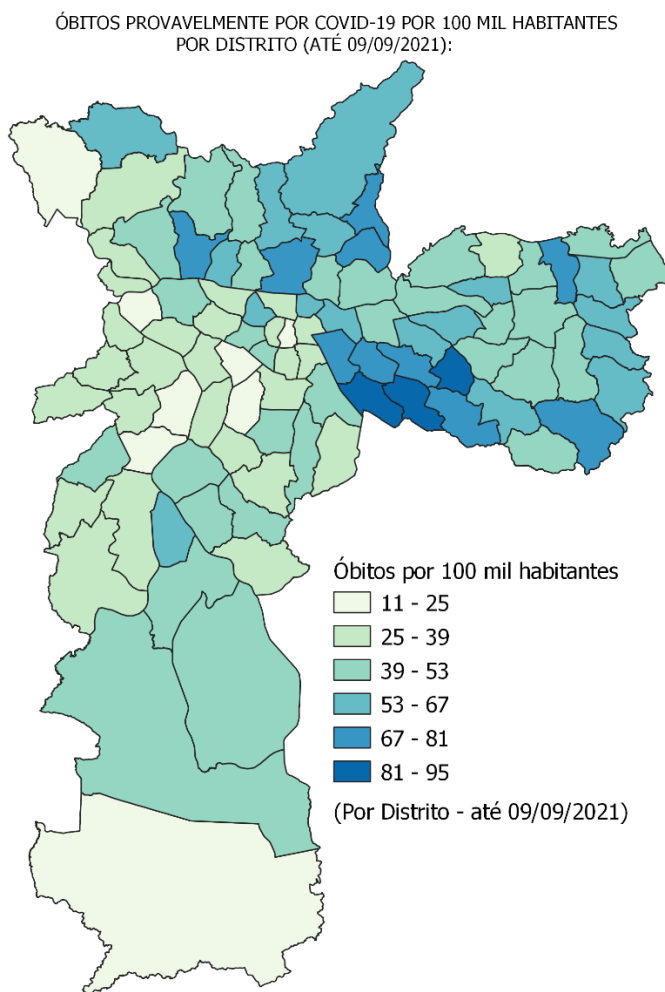 ÓBITOS PROVAVELMENTE POR COVID-19 POR 100 MIL HABITANTES
POR DISTRITO (ATÉ 09/09/2021):
Óbitos por 100 mil habitantes
11 - 25
25 - 39
39 - 53
53 - 67
67 - 81
81 - 95
(Por Distrito - até 09/09/2021)